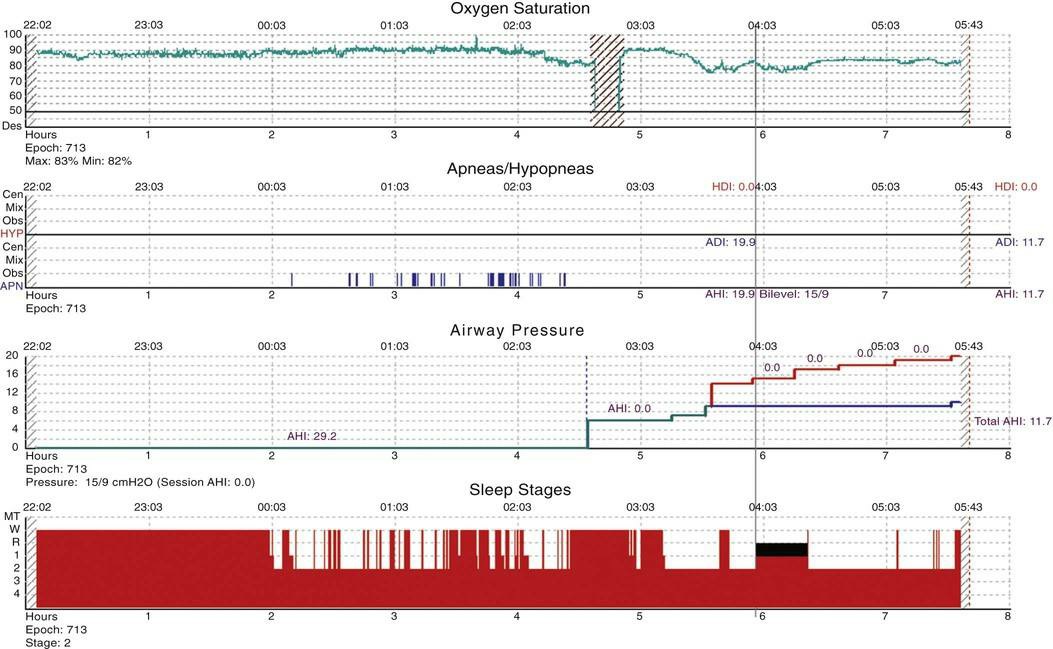 Oxygen Saturation
22:02 23:03 00:03 01:03 02:03 03:03 04:03 05:03 05:43
100
90
80
70
60
50
Des
Hours 1 2 3 4 5 6 7 8
Epoch: 713
Max: 83% Min: 82%
Apneas/Hypopneas
22:02 23:03 00:03 01:03 02:03 03:03 HDI: 0.0 04:03 05:03 05:43 HDI: 0.0
Cen
Mix
Obs
HYP
Cen ADI: 19.9 ADI: 11.7
Mix
Obs
APN
Hours 1 2 3 4 5 AHI: 19.9 Bilevel: 15/9 7 AHI: 11.7
Epoch: 713
Airway Pressure
22:02 23:03 00:03 01:03 02:03 03:03 04:03 05:03 05:43
20
16 0.0 0.0 0.0 0.0
12
8 AHI: 0.0
4 AHI: 29.2 Total AHI: 11.7
0
Hours 1 2 3 4 5 6 7 8
Epoch: 713
Pressure: 15/9 cmH2O (Session AHI: 0.0)
Sleep Stages
22:02 23:03 00:03 01:03 02:03 03:03 04:03 05:03 05:43
MT
W
R
1
2
3
4
Hours 1 2 3 4 5 6 7 8
Epoch: 713
Stage: 2